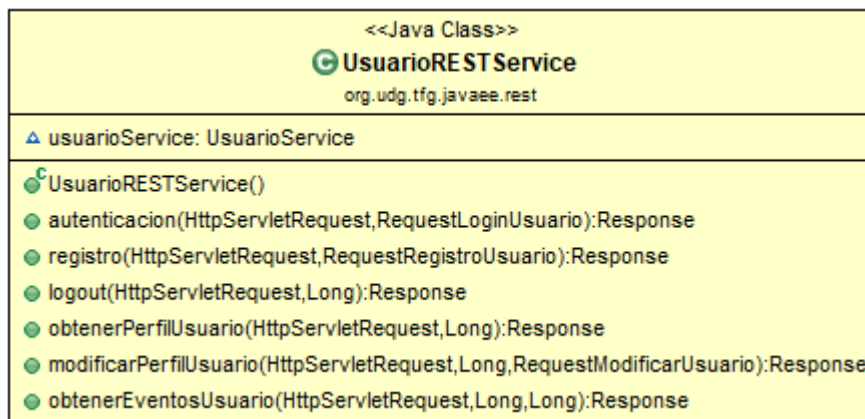 <<Java Class>>
C UsuarioRESTService
org.udg.tfg.javaee.rest
usuarioService: UsuarioService
C UsuarioRESTService()
autenticacion(HttpServletRequest,RequestLoginUsuario):Response
registro(HttpServletRequest,RequestRegistroUsuario):Response
logout(HttpServletRequest,Long):Response
obtenerPerfilUsuario(HttpServletRequest,Long):Response
modificarPerfilUsuario(HttpServletRequest,Long,RequestModificarUsuario):Response
obtenerEventosUsuario(HttpServletRequest,Long,Long):Response